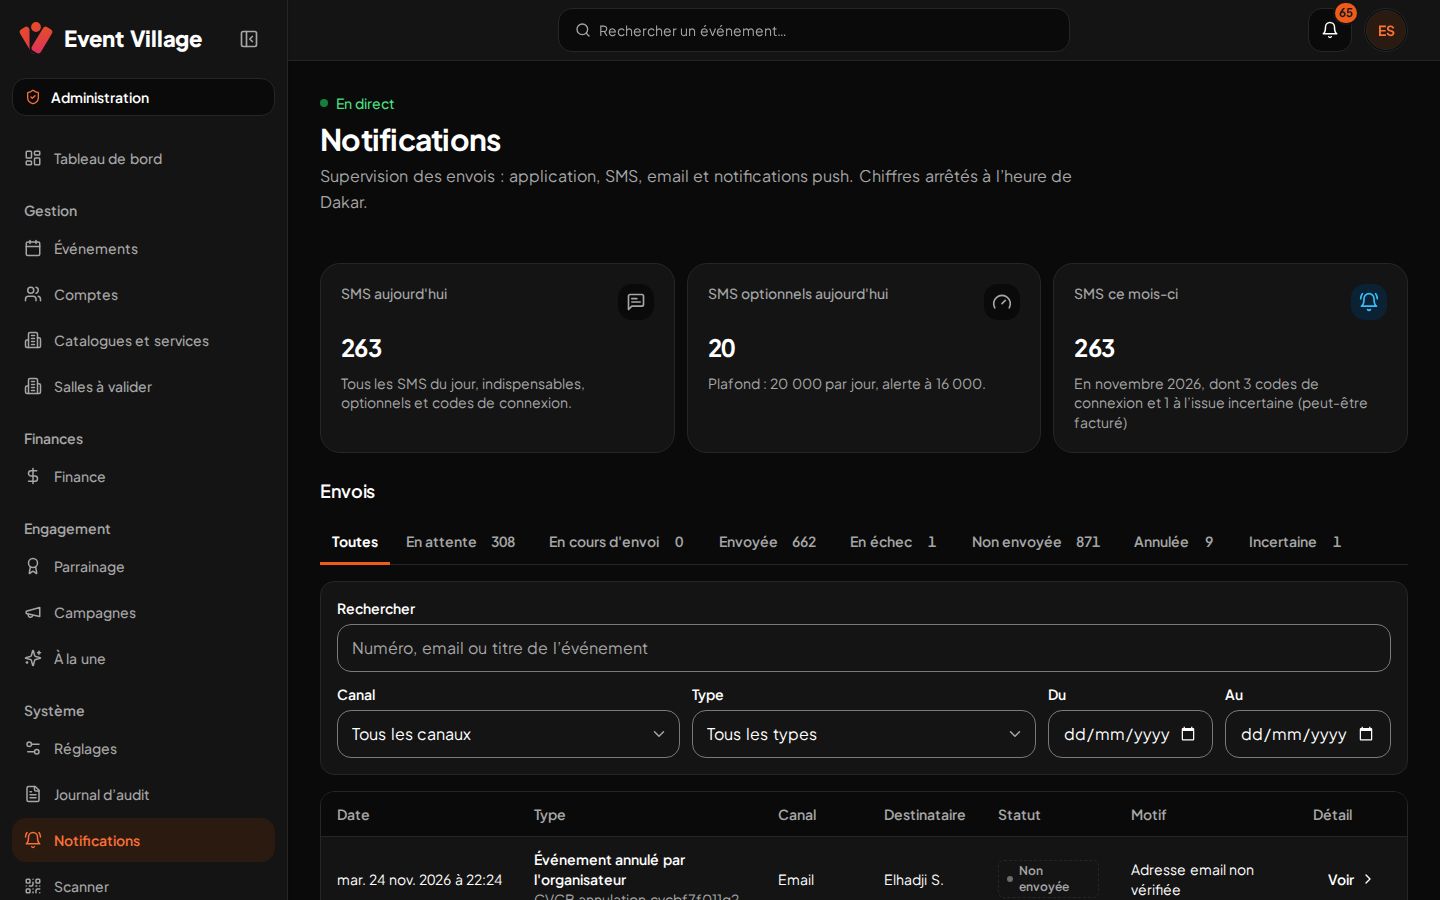 Event Village
Rechercher un événement...
65
ES
Administration
Tableau de bord
Gestion
Événements
Comptes
Catalogues et services
Salles à valider
Finances
Finance
Engagement
Parrainage
Campagnes
À la une
Système
Réglages
Journal d'audit
Notifications
Scanner
En direct
Notifications
Supervision des envois : application, SMS, email et notifications push. Chiffres arrêtés à l'heure de
Dakar.
SMS aujourd'hui
263
Tous les SMS du jour, indispensables,
optionnels et codes de connexion.
SMS optionnels aujourd'hui
20
Plafond : 20 000 par jour, alerte à 16 000.
SMS ce mois-ci
263
En novembre 2026, dont 3 codes de
connexion et 1 à l'issue incertaine (peut-être
facturé)
Envois
Toutes En attente 308 En cours d'envoi 0 Envoyée 662 En échec 1 Non envoyée 871 Annulée 9 Incertaine 1
Rechercher
Numéro, email ou titre de l'événement
Canal Type Du Au
Tous les canaux Tous les types dd/mm/yyyy dd/mm/yyyy
Date Type Canal Destinataire Statut Motif Détail
Événement annulé par
l'organisateur
mar. 24 nov. 2026 à 22:24 Email Elhadji S. Non
envoyée
Adresse email non
vérifiée
Voir